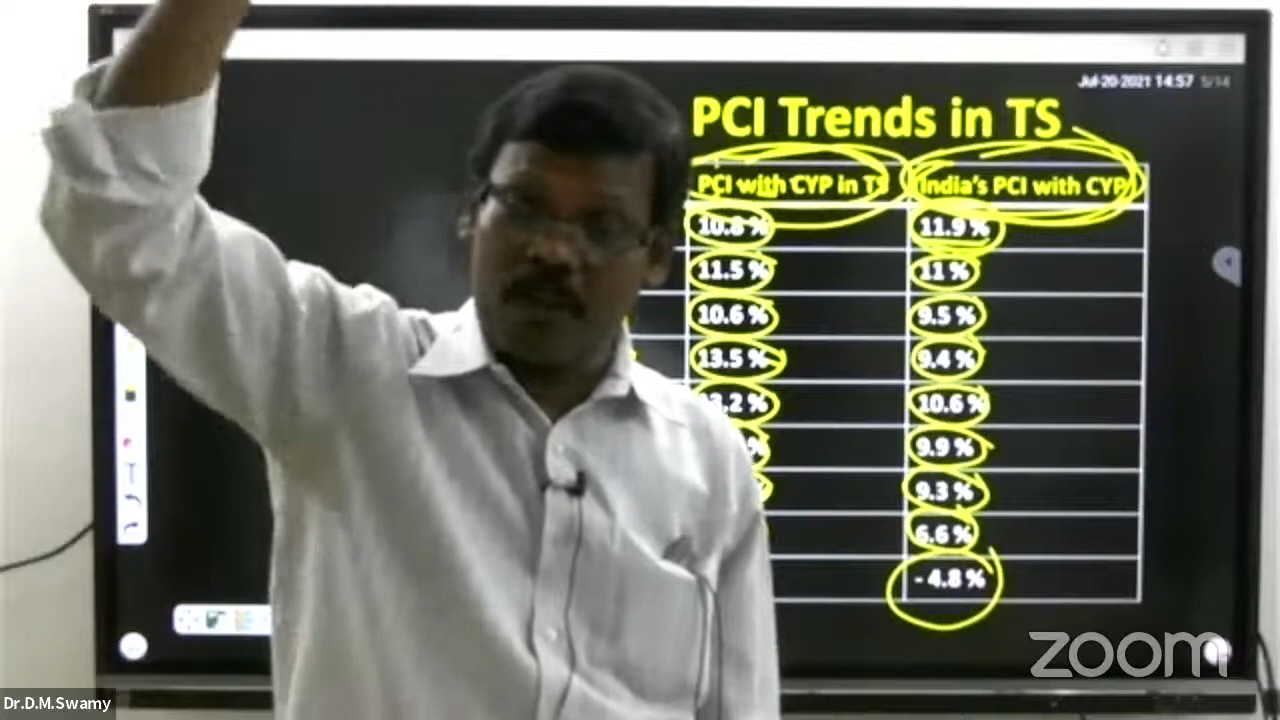 Jul-20-2021 14:57 5/14
PCI Trends in TS
PCI with CYP in TS India's PCI with CYP
10.8 % 11.9 %
11.5 % 11 %
10.6 % 9.5 %
13.5 % 9.4 %
10.6 %
% 9.9 %
9.3 %
6.6 %
- 4.8 %
zoom
Dr.D.M.Swamy